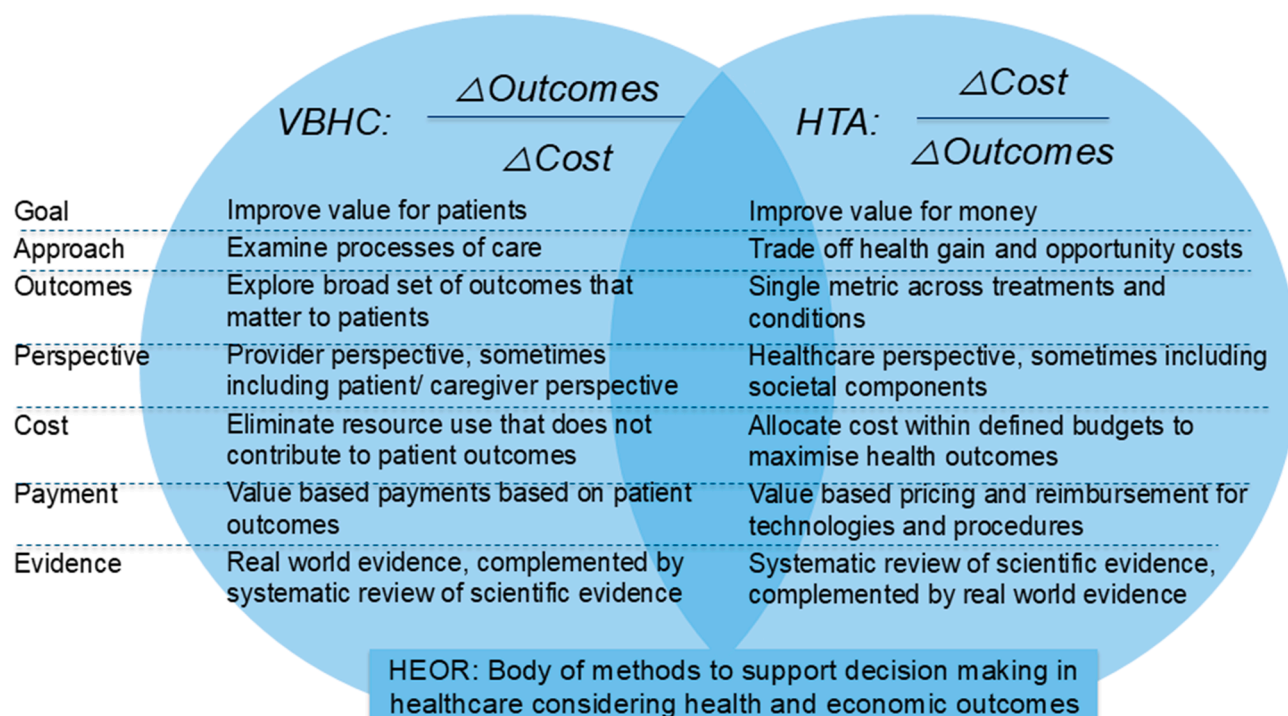 △Outcomes
VBHC:
△Cost
△Cost
HTA:
△Outcomes
Goal
Improve value for patients
Improve value for money
Approach
Examine processes of care
Trade off health gain and opportunity costs
Outcomes
Explore broad set of outcomes that
matter to patients
Single metric across treatments and
conditions
Perspective
Provider perspective, sometimes
including patient/ caregiver perspective
Healthcare perspective, sometimes including
societal components
Cost
Eliminate resource use that does not
contribute to patient outcomes
Allocate cost within defined budgets to
maximise health outcomes
Payment
Value based payments based on patient
outcomes
Value based pricing and reimbursement for
technologies and procedures
Evidence
Real world evidence, complemented by
systematic review of scientific evidence
Systematic review of scientific evidence,
complemented by real world evidence
HEOR: Body of methods to support decision making in
healthcare considering health and economic outcomes